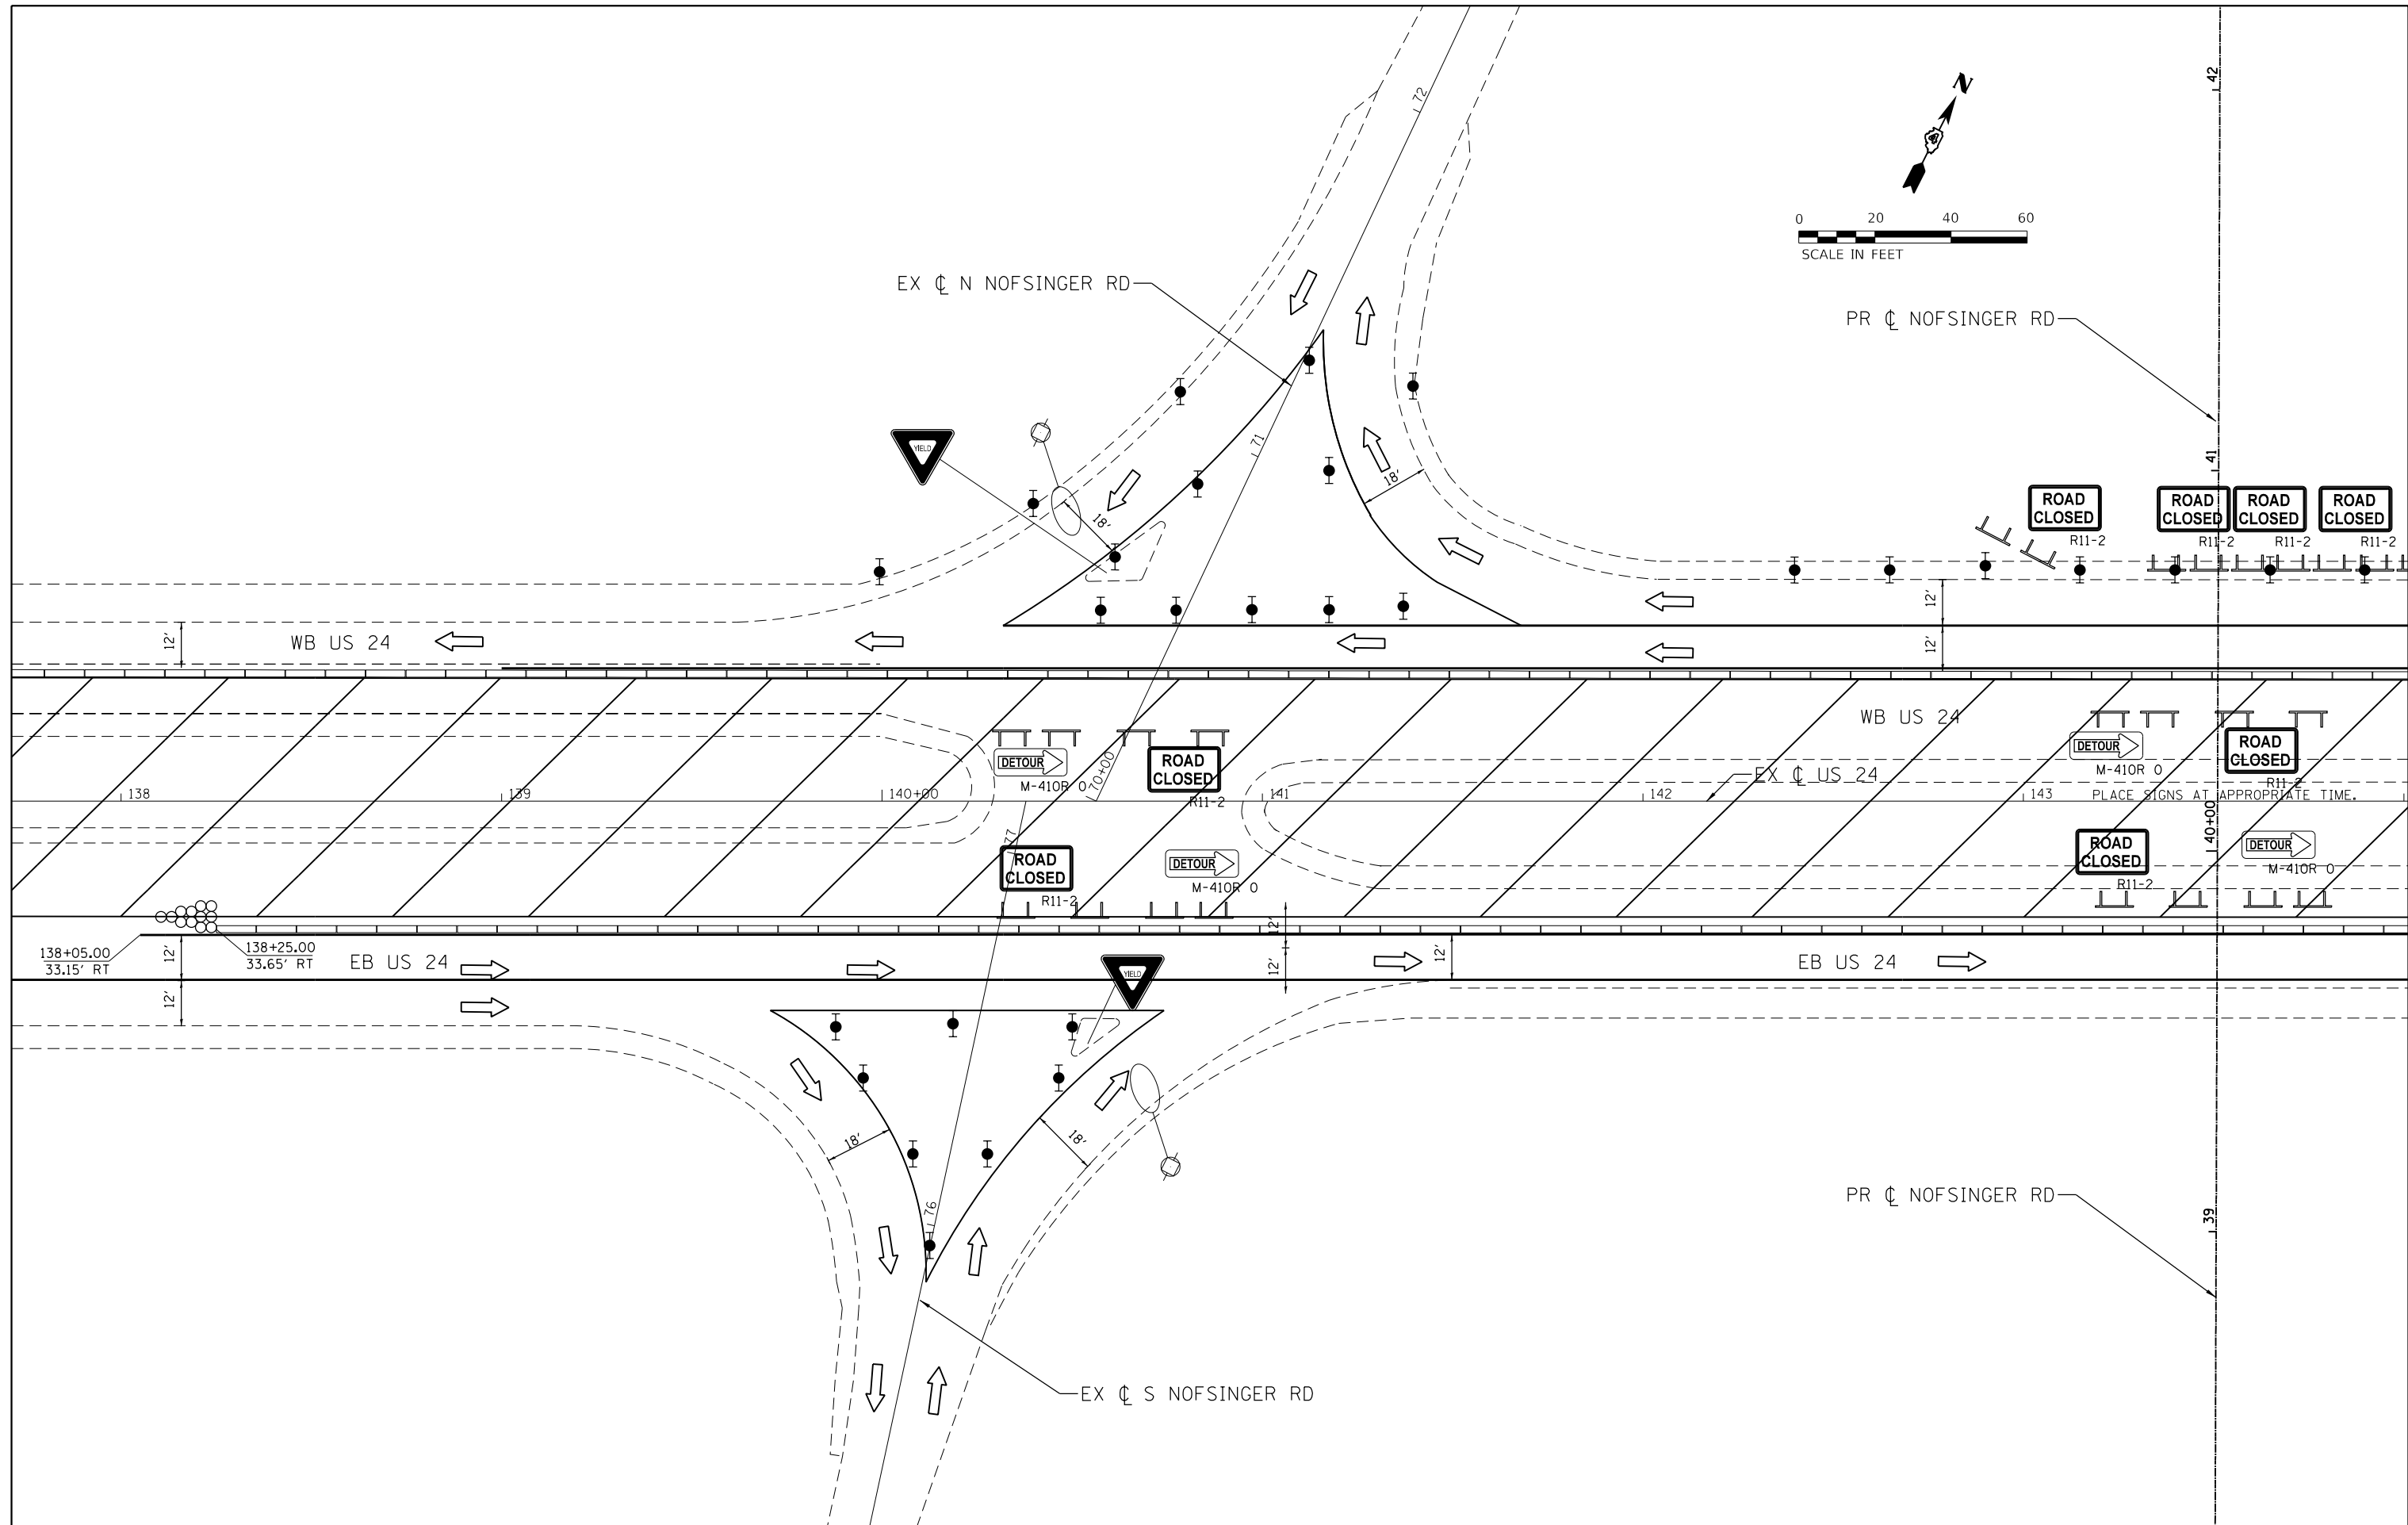 72
N
42
0 20 40 60
SCALE IN FEET
EX ℄ N NOFSINGER RD
PR ℄ NOFSINGER RD
YIELD
71
41
18'
18'
ROAD
CLOSED
R11-2
ROAD
CLOSED
R11-2
ROAD
CLOSED
R11-2
ROAD
CLOSED
R11-2
12'
WB US 24
12'
12'
WB US 24
DETOUR
M-410R 0
70+00
ROAD
CLOSED
R11-2
EX ℄ US 24
DETOUR
M-410R 0
ROAD
CLOSED
R11-2
138
139
140+00
141
142
143
PLACE SIGNS AT APPROPRIATE TIME.
40+00
77
ROAD
CLOSED
R11-2
DETOUR
M-410R 0
ROAD
CLOSED
R11-2
DETOUR
M-410R 0
138+05.00
33.15' RT
138+25.00
33.65' RT
12'
12'
EB US 24
YIELD
12'
12'
12'
EB US 24
18'
18'
76
39
PR ℄ NOFSINGER RD
EX ℄ S NOFSINGER RD